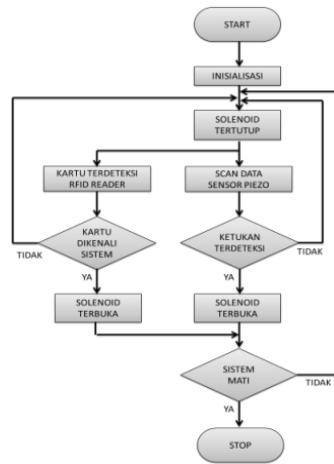 START
INISIALISASI
SOLENOID
TERTUTUP
KARTU TERDETEKSI
RFID READER
SCAN DATA
SENSOR PIEZO
KARTU
DIKENALI
SISTEM
TIDAK
YA
KETUKAN
TERDETEKSI
TIDAK
YA
SOLENOID
TERBUKA
SOLENOID
TERBUKA
SISTEM
MATI
TIDAK
YA
STOP